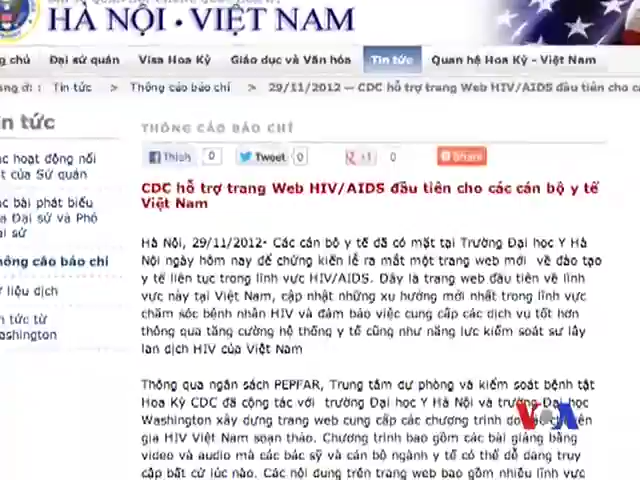 HÀ NỘI • VIỆT NAM
Đại sứ quán Visa Hoa Kỳ Giáo dục và Văn hóa Tin tức Quan hệ Hoa Kỳ - Việt Nam
Tin tức > Thông cáo báo chí > 29/11/2012 — CDC hỗ trợ trang Web HIV/AIDS đầu tiên cho
tức
THÔNG CÁO BÁO CHÍ
hoạt động nổi
của Sứ quán
Thích 0 Tweet 0 +1 0 Share
CDC hỗ trợ trang Web HIV/AIDS đầu tiên cho các cán bộ y tế
Việt Nam
bài phát biểu
Đại sứ và Phó
sứ
báo chí
liệu dịch
tức từ
Hà Nội, 29/11/2012- Các cán bộ y tế đã có mặt tại Trường Đại học Y Hà
Nội ngày hôm nay để chứng kiến lễ ra mắt một trang web mới về đào tạo
y tế liên tục trong lĩnh vực HIV/AIDS. Đây là trang web đầu tiên về lĩnh
vực này tại Việt Nam, cập nhật những xu hướng mới nhất trong lĩnh vực
chăm sóc bệnh nhân HIV và đảm bảo việc cung cấp các dịch vụ tốt hơn
thông qua tăng cường hệ thống y tế cũng như năng lực kiểm soát sự lây
lan dịch HIV của Việt Nam
Thông qua ngân sách PEPFAR, Trung tâm dự phòng và kiểm soát bệnh tật
Hoa Kỳ CDC đã cộng tác với trường Đại học Y Hà Nội và trường Đại học
Washington xây dựng trang web cung cấp các chương trình do các chuyên
gia HIV Việt Nam soạn thảo. Chương trình bao gồm các bài giảng bằng
video và audio mà các bác sỹ và cán bộ ngành y tế có thể dễ dàng truy
cập bất cứ lúc nào. Các nội dung trên trang web bao gồm nhiều lĩnh vực
VOA